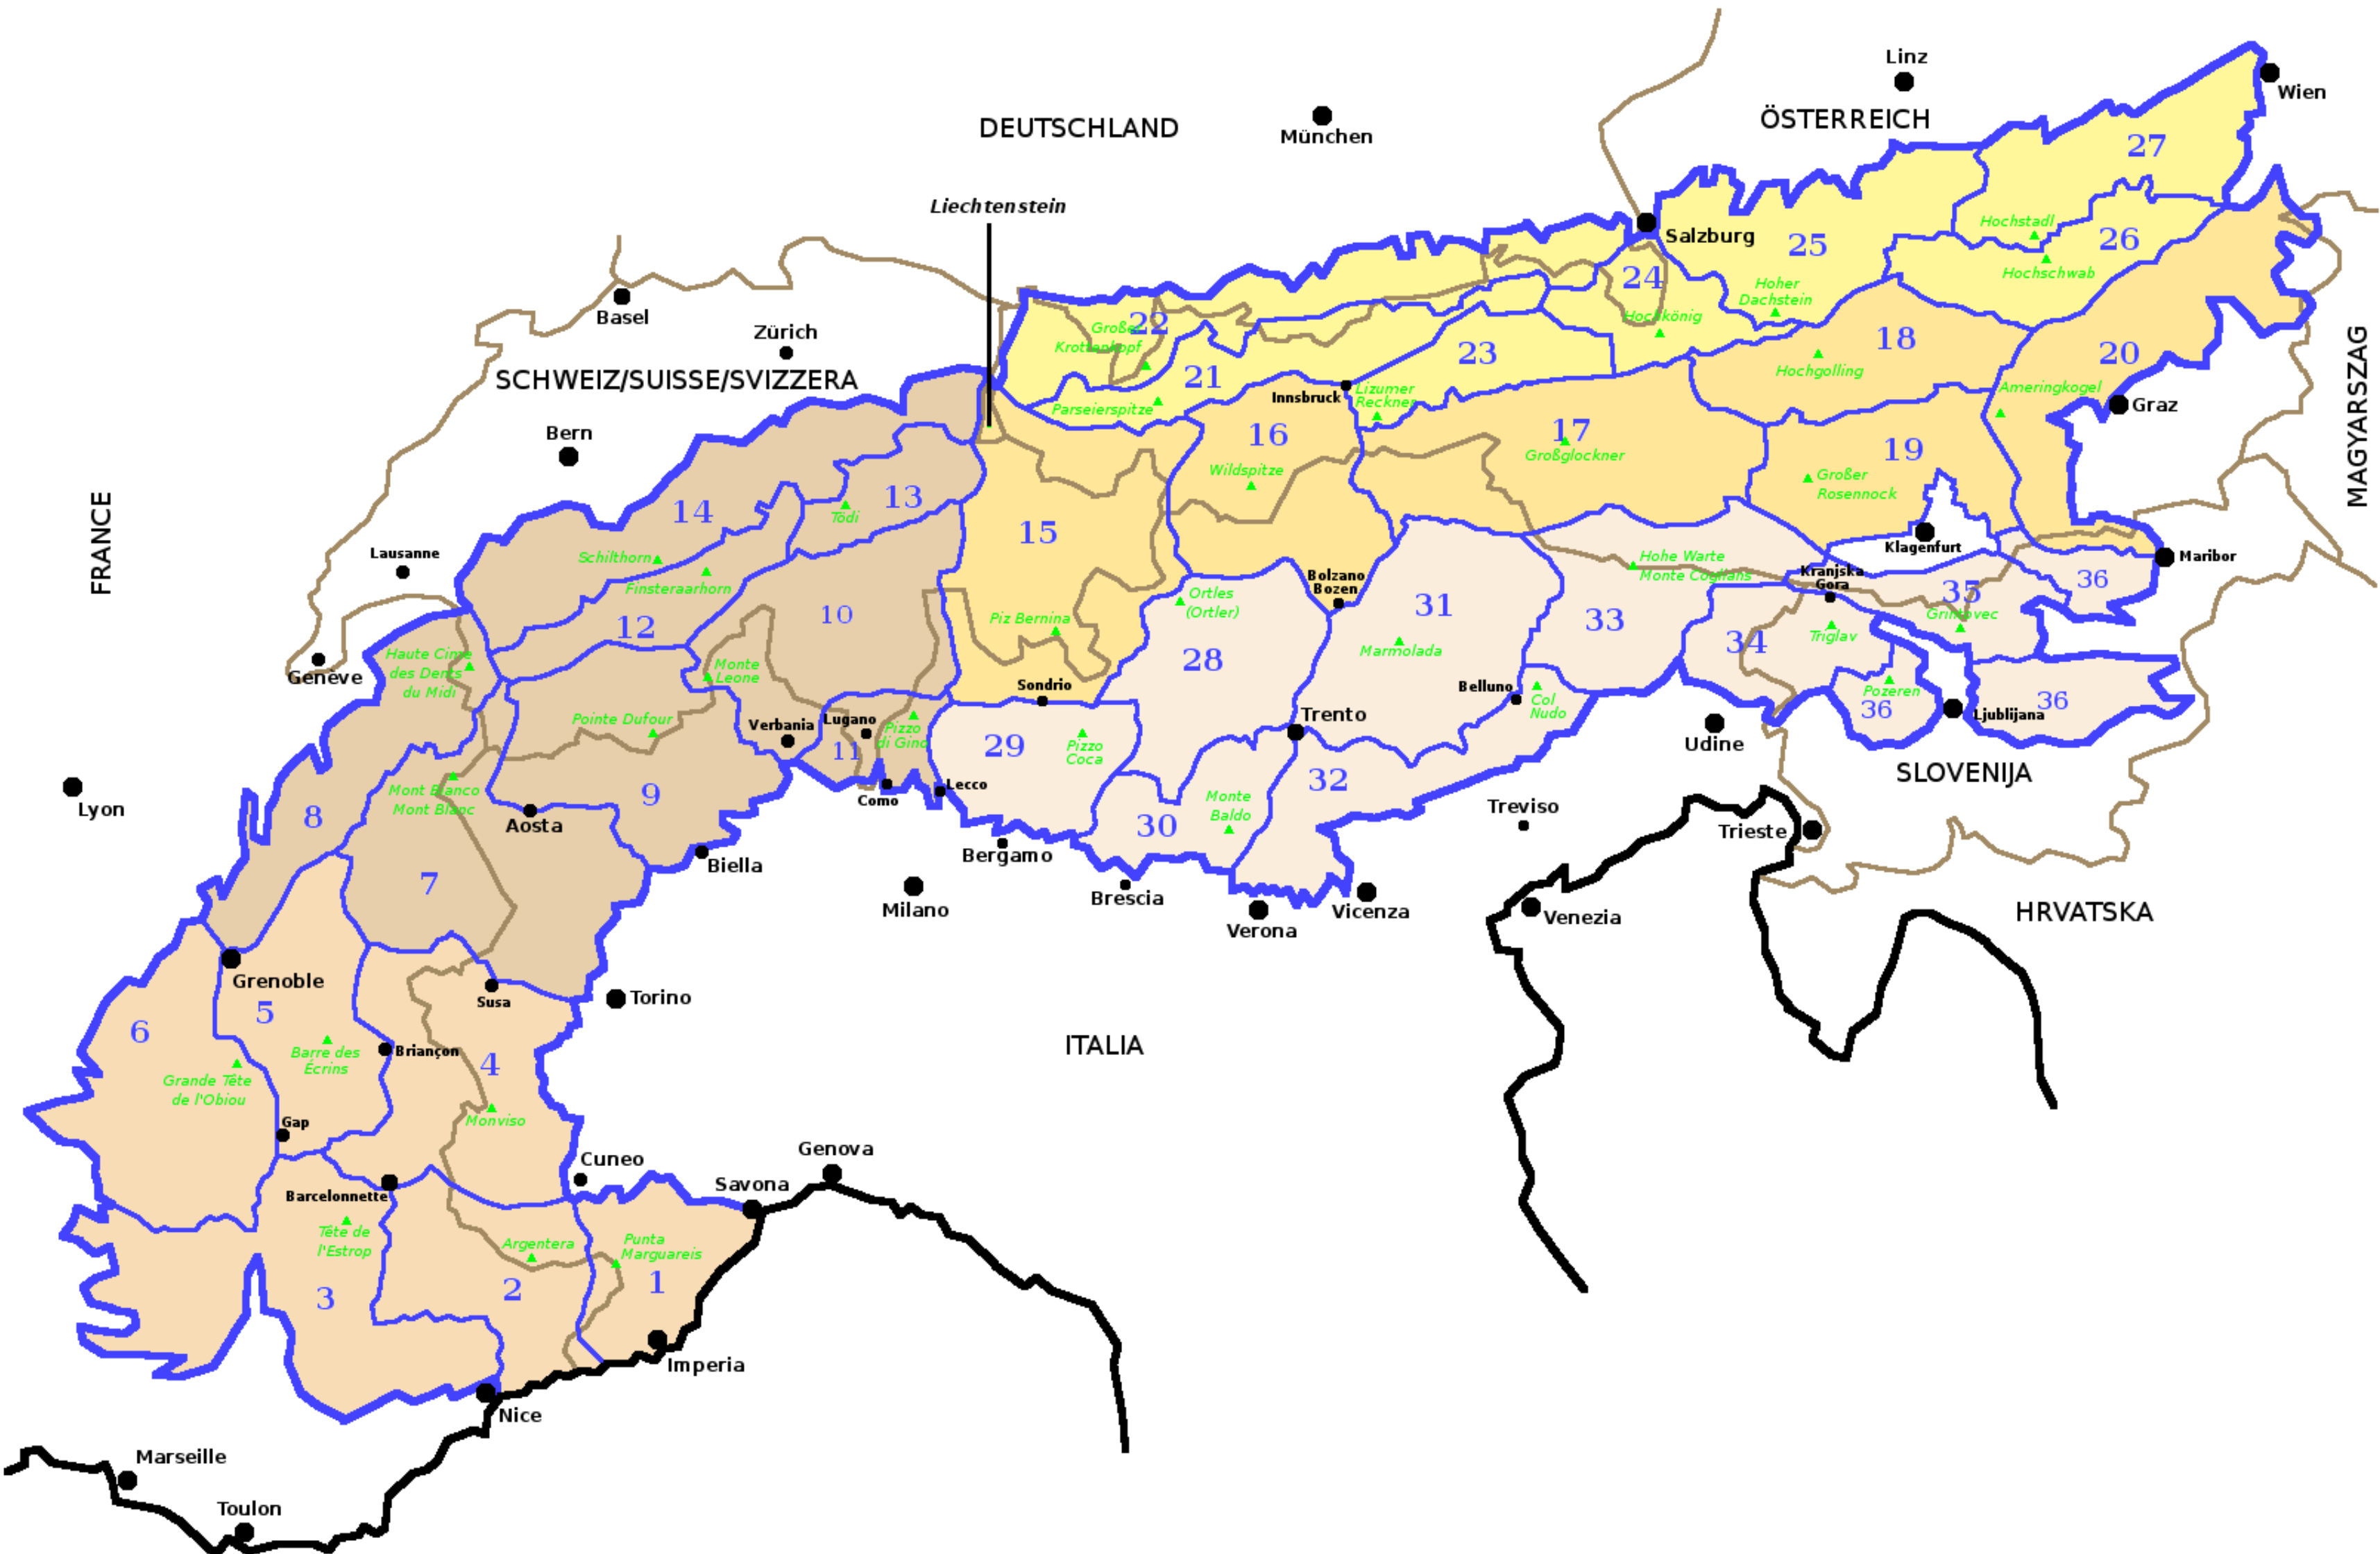 Linz
ÖSTERREICH
Wien
DEUTSCHLAND
München
27
Liechtenstein
Salzburg
25
Hochstadl
26
Hochschwab
24
Hoher
Dachstein
Basel
Zürich
22
Großer
Krottenkopf
Hochkönig
18
20
23
SCHWEIZ/SUISSE/SVIZZERA
21
Innsbruck
Lizumer
Reckner
Parseierspitze
Hochgolling
Ameringkogel
Graz
MAGYARSZAG
Bern
16
17
Großglockner
19
Wildspitze
Großer
Rosennock
14
13
Tödi
15
FRANCE
Lausanne
Schilthorn
Finsteraarhorn
Klagenfurt
Maribor
Hohe Warte
Monte Coglians
Kranjska
Gora
36
35
Grintovec
Bolzano
Bozen
Ortles
(Ortler)
Piz Bernina
31
33
34
Triglav
12
10
Marmolada
28
Haute Cime
des Dents
du Midi
Genève
Monte
Leone
Sondrio
Belluno
Col
Nudo
Pozeren
36
36
Ljublijana
Pointe Dufour
Verbania
Lugano
11
Pizzo
di Gino
29
Pizzo
Coca
Trento
Udine
32
SLOVENIJA
Lyon
8
Mont Bianco
Mont Blanc
9
Aosta
Como
Lecco
Monte
Baldo
30
Treviso
Trieste
Biella
Bergamo
7
Milano
Brescia
Verona
Vicenza
Venezia
HRVATSKA
Grenoble
Susa
Torino
5
6
Barre des
Écrins
Briançon
4
ITALIA
Grande Tête
de l'Obiou
Gap
Monviso
Cuneo
Genova
Savona
Barcelonnette
Tête de
l'Estrop
Argentera
Punta
Marguareis
3
2
1
Imperia
Nice
Marseille
Toulon